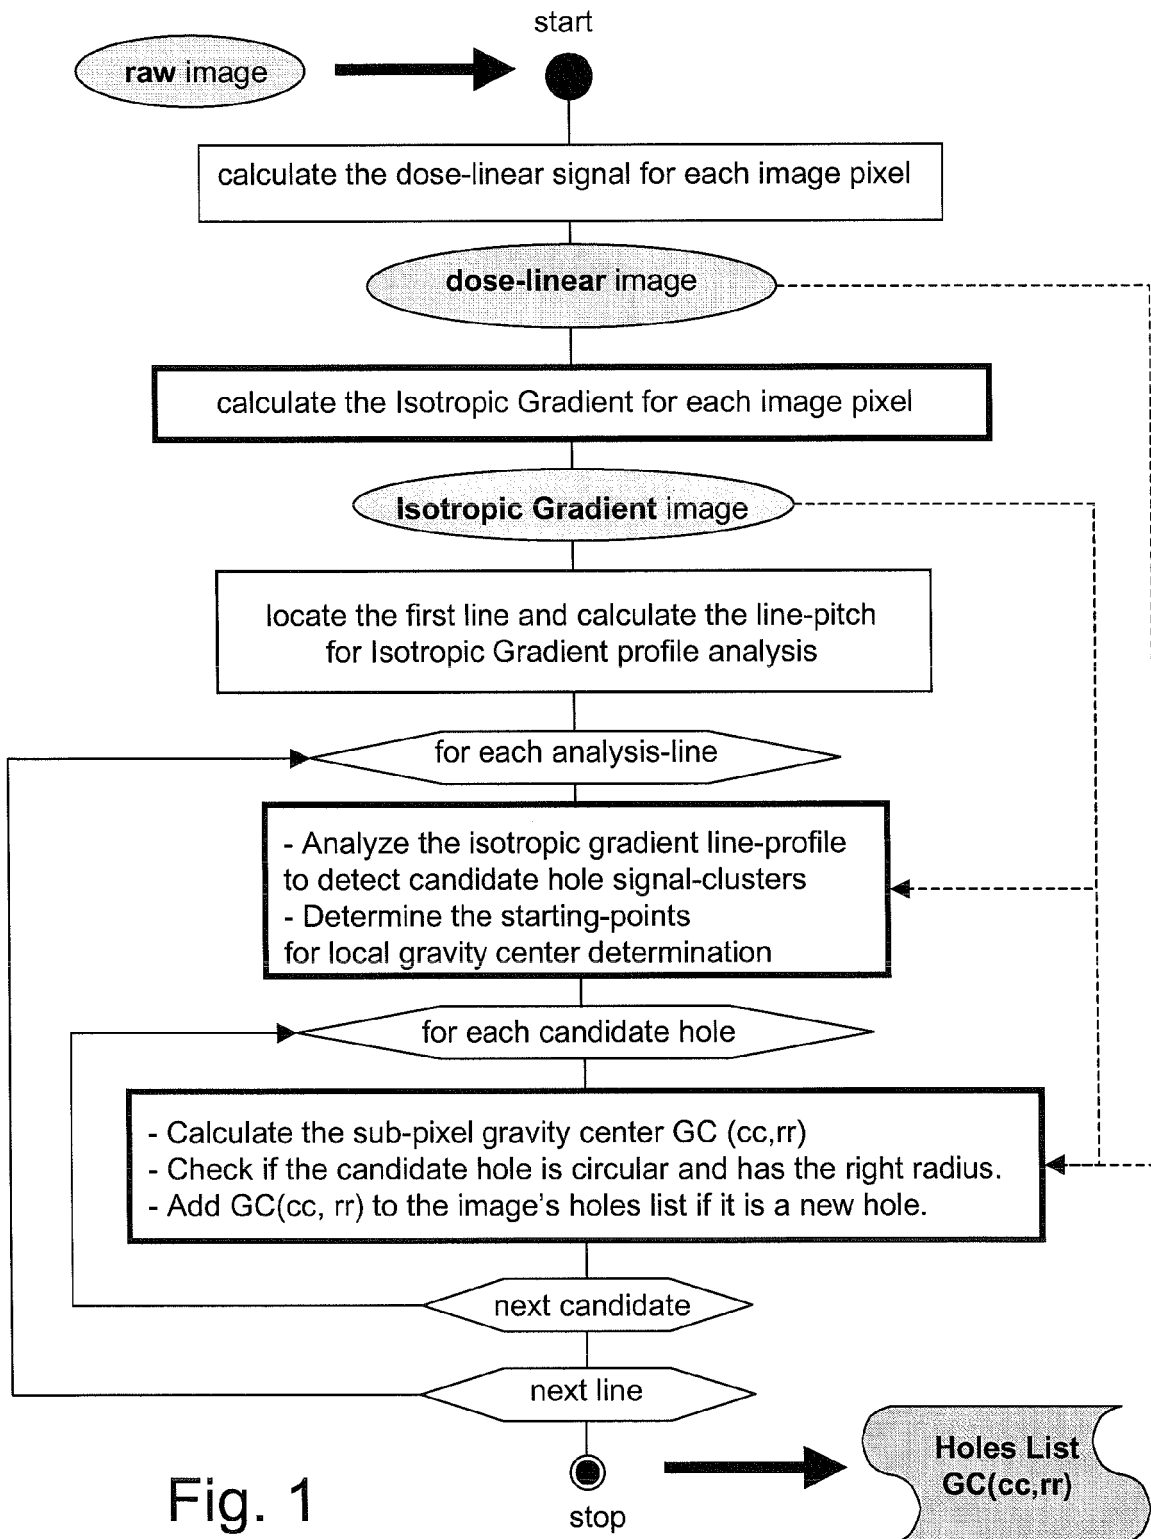 start
raw image
calculate the dose-linear signal for each image pixel
dose-linear image
calculate the Isotropic Gradient for each image pixel
Isotropic Gradient image
locate the first line and calculate the line-pitch
for Isotropic Gradient profile analysis
for each analysis-line
- Analyze the isotropic gradient line-profile
to detect candidate hole signal-clusters
- Determine the starting-points
for local gravity center determination
for each candidate hole
- Calculate the sub-pixel gravity center GC (cc,rr)
- Check if the candidate hole is circular and has the right radius.
- Add GC(cc, rr) to the image's holes list if it is a new hole.
next candidate
next line
Holes List
GC(cc,rr)
Fig. 1
stop